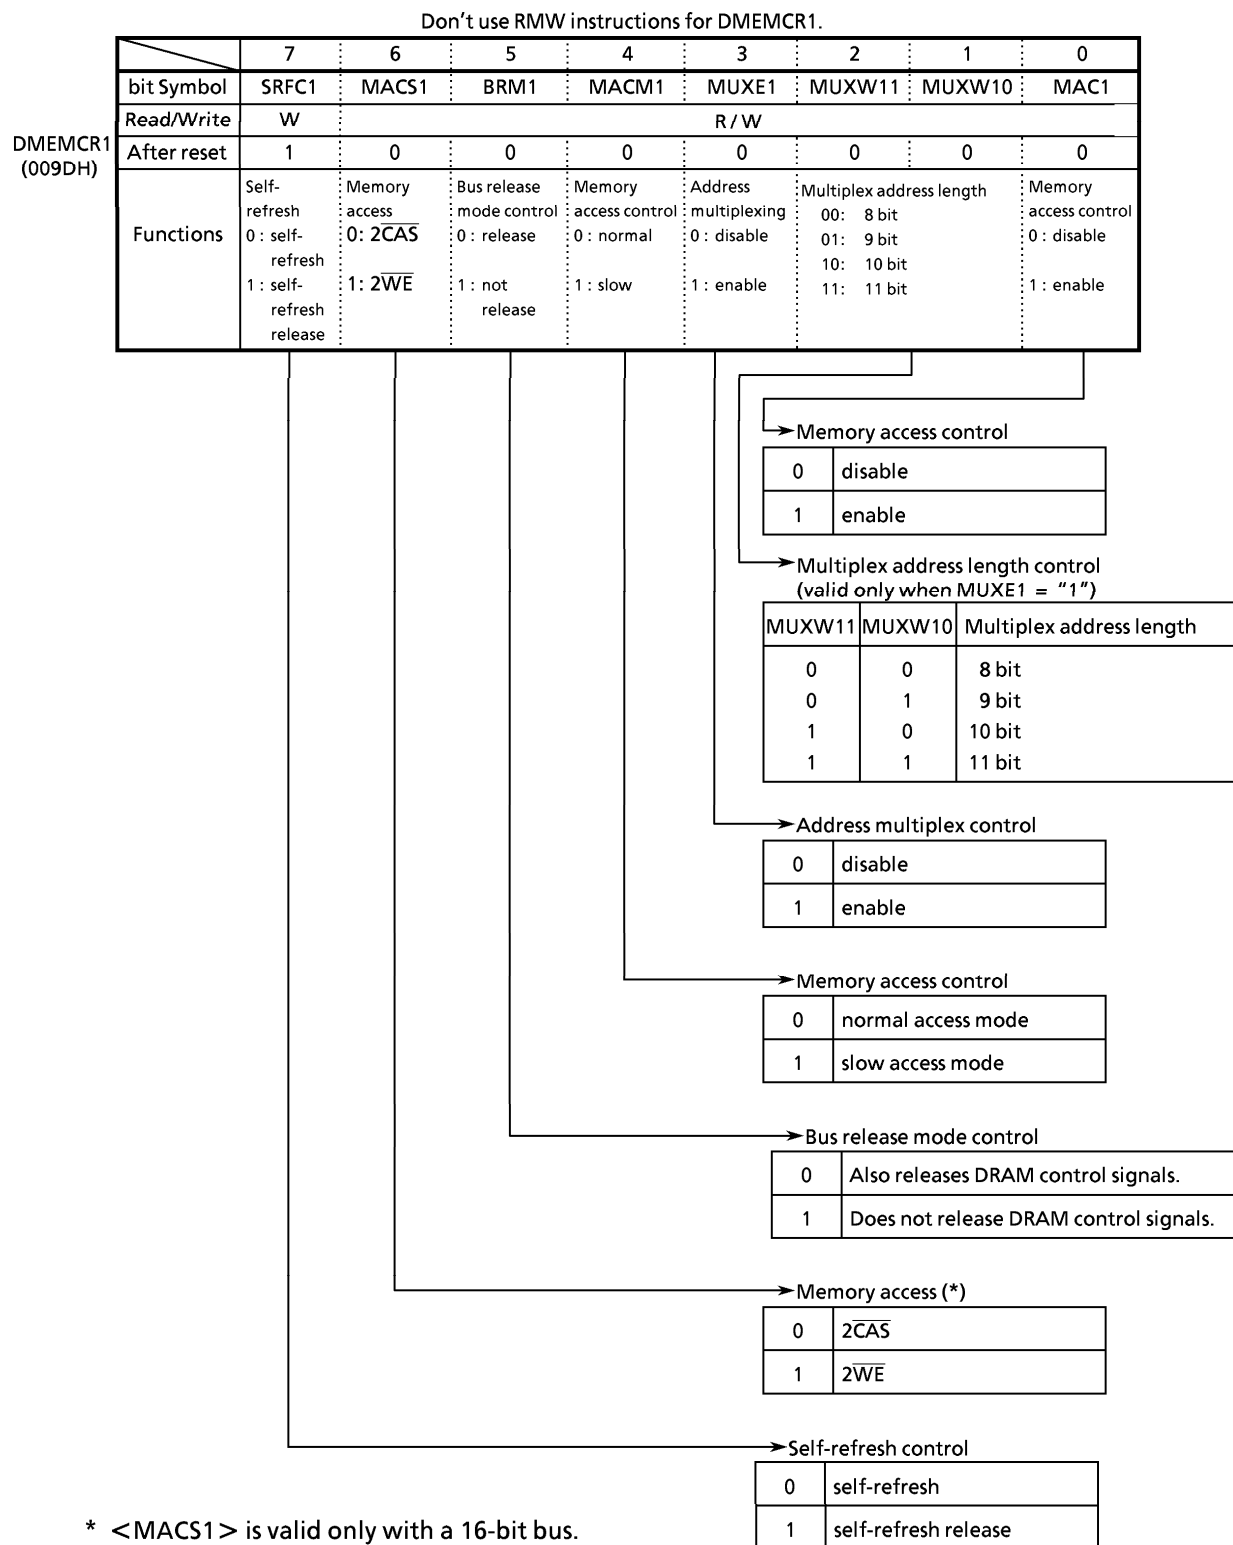 Don't use RMW instructions for DMEMCR1.
7 6 5 4 3 2 1 0
bit Symbol SRFC1 MACS1 BRM1 MACM1 MUXE1 MUXW11 MUXW10 MAC1
Read/Write W R / W
DMEMCR1
(009DH)
After reset 1 0 0 0 0 0 0 0
Functions
Self-
refresh
0 : self-
refresh
1 : self-
refresh
release
Memory
access
0: 2C̅A̅S̅
1: 2W̅E̅
Bus release
mode control
0 : release
1 : not
release
Memory
access control
0 : normal
1 : slow
Address
multiplexing
0 : disable
1 : enable
Multiplex address length
00: 8 bit
01: 9 bit
10: 10 bit
11: 11 bit
Memory
access control
0 : disable
1 : enable
Memory access control
0 disable
1 enable
Multiplex address length control
(valid only when MUXE1 = "1")
MUXW11 MUXW10 Multiplex address length
0 0 8 bit
0 1 9 bit
1 0 10 bit
1 1 11 bit
Address multiplex control
0 disable
1 enable
Memory access control
0 normal access mode
1 slow access mode
Bus release mode control
0 Also releases DRAM control signals.
1 Does not release DRAM control signals.
Memory access (*)
0 2C̅A̅S̅
1 2W̅E̅
Self-refresh control
0 self-refresh
1 self-refresh release
* <MACS1> is valid only with a 16-bit bus.